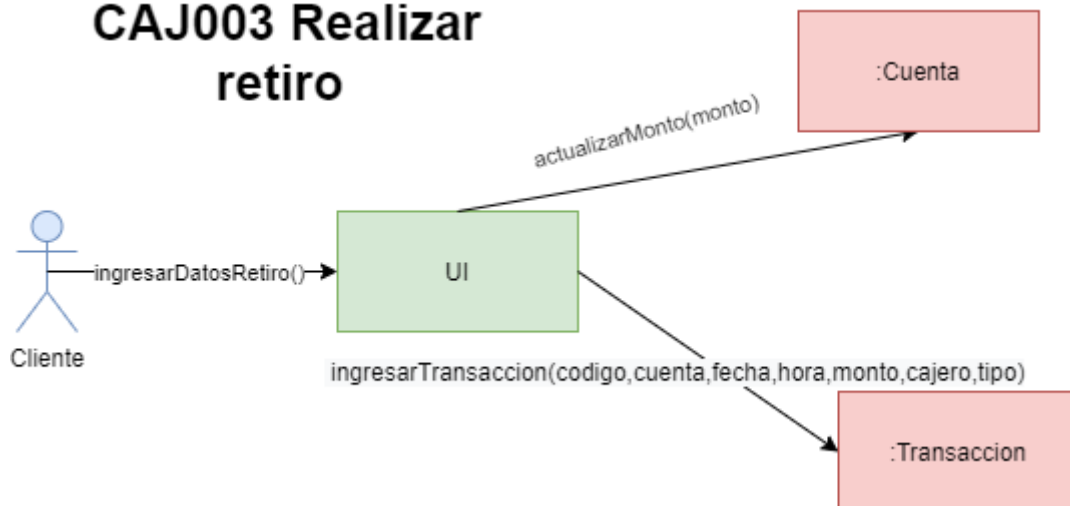 CAJ003 Realizar
retiro
:Cuenta
actualizarMonto(monto)
ingresarDatosRetiro()
UI
Cliente
ingresarTransaccion(codigo,cuenta,fecha,hora,monto,cajero,tipo)
:Transaccion